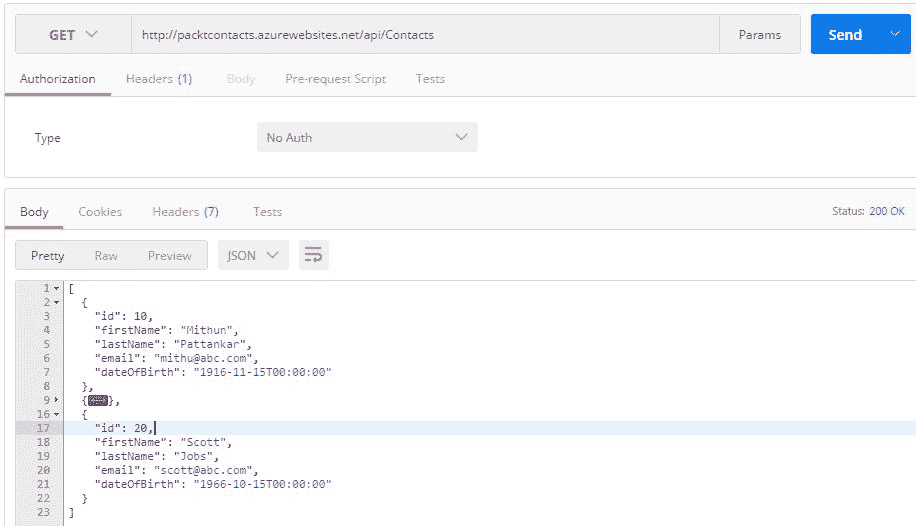 GET http://packtcontacts.azurewebsites.net/api/Contacts Params Send
Authorization Headers (1) Body Pre-request Script Tests
Type No Auth
Body Cookies Headers (7) Tests Status: 200 OK
Pretty Raw Preview JSON
1 [
2 {
3 "id": 10,
4 "firstName": "Mithun",
5 "lastName": "Pattankar",
6 "email": "mithu@abc.com",
7 "dateOfBirth": "1916-11-15T00:00:00"
8 },
9 {↔},
16 {
17 "id": 20,
18 "firstName": "Scott",
19 "lastName": "Jobs",
20 "email": "scott@abc.com",
21 "dateOfBirth": "1966-10-15T00:00:00"
22 }
23 ]